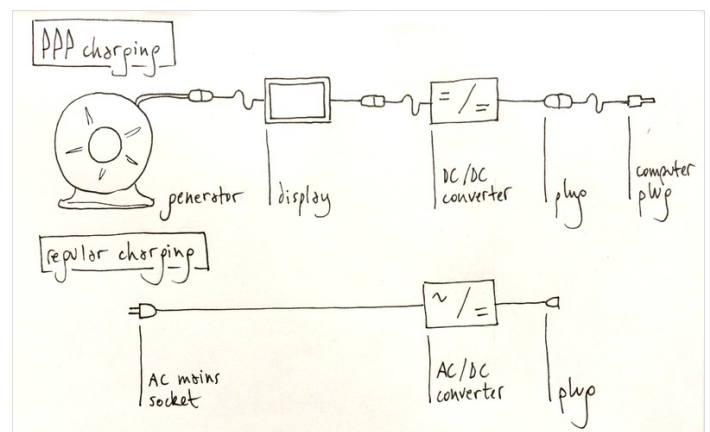 PPP charging
generator
display
DC/DC
converter
plug
computer
plug
regular charging
AC mains
socket
AC/DC
converter
plug